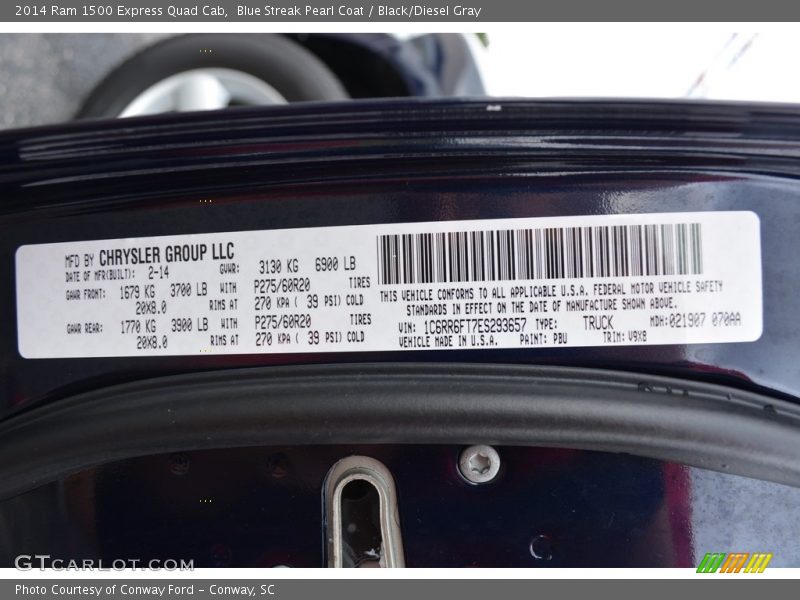 2014 Ram 1500 Express Quad Cab,  Blue Streak Pearl Coat / Black/Diesel Gray
MFD BY CHRYSLER GROUP LLC
DATE OF MFR(BUILT): 2-14 GVWR: 3130 KG 6900 LB
GAWR FRONT: 1679 KG 3700 LB WITH P275/60R20 TIRES
20X8.0 RIMS AT 270 KPA ( 39 PSI) COLD
GAWR REAR: 1770 KG 3900 LB WITH P275/60R20 TIRES
20X8.0 RIMS AT 270 KPA ( 39 PSI) COLD
THIS VEHICLE CONFORMS TO ALL APPLICABLE U.S.A. FEDERAL MOTOR VEHICLE SAFETY
STANDARDS IN EFFECT ON THE DATE OF MANUFACTURE SHOWN ABOVE.
VIN: 1C6RR6FT7ES293657 TYPE: TRUCK MDH:021907 070AA
VEHICLE MADE IN U.S.A. PAINT: PBU TRIM: V9X8
GTCARLOT.COM
Photo Courtesy of Conway Ford – Conway, SC